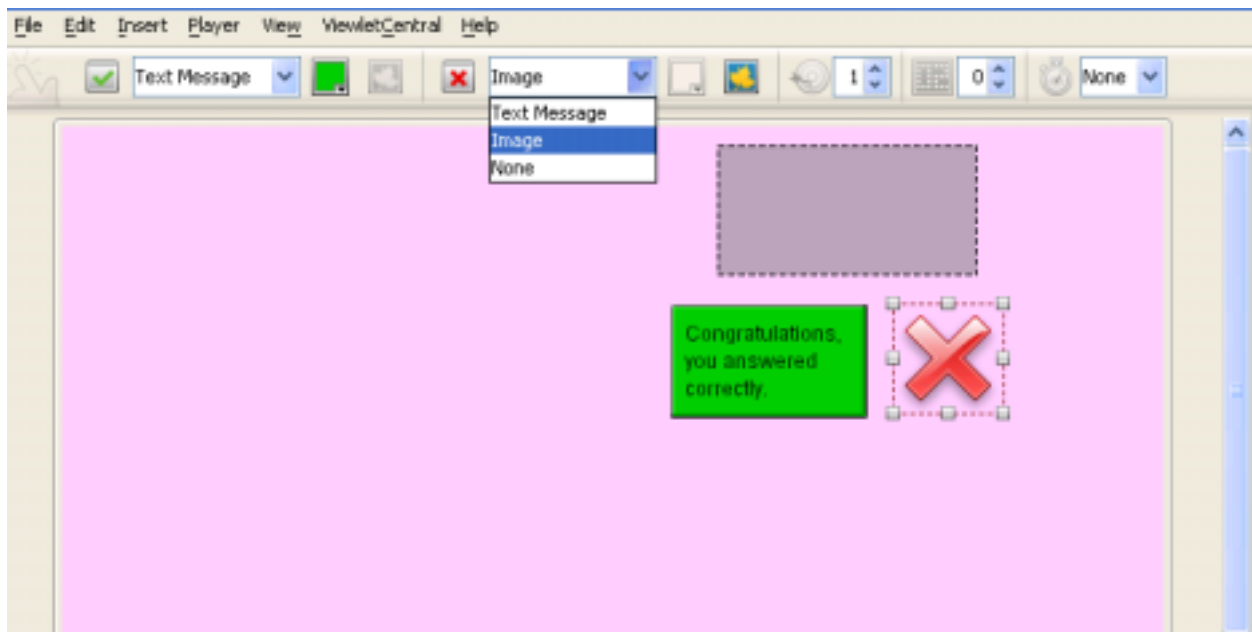 File Edit Insert Player View ViewletCentral Help
Text Message Image 1 0 None
Text Message
Image
None
Congratulations,
you answered
correctly.